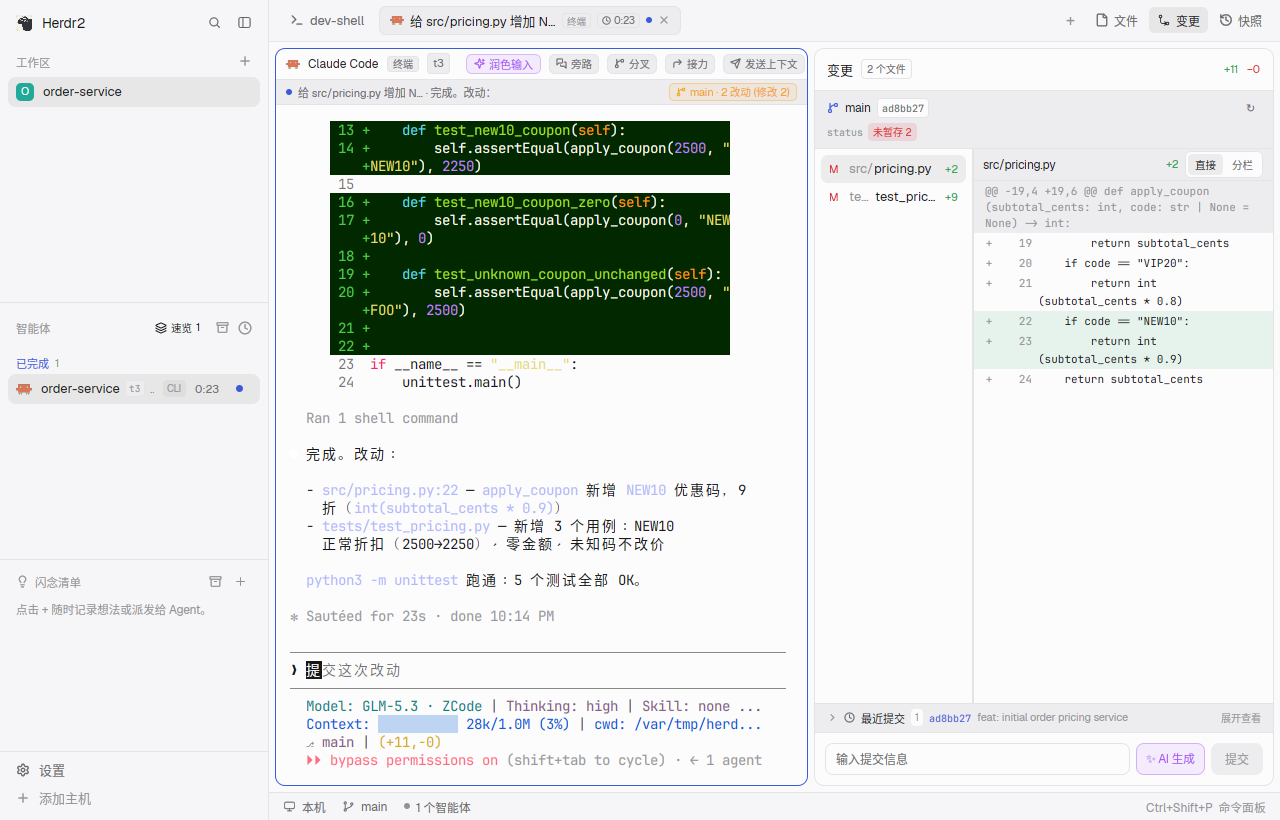 Herdr2
工作区
O order-service
智能体
速览 1
已完成 1
order-service t3 .. CLI 0:23
闪念清单
点击 + 随时记录想法或派发给 Agent。
设置
添加主机
dev-shell
给 src/pricing.py 增加 N... 终端 0:23
文件
变更
快照
Claude Code 终端 t3 润色输入 旁路 分叉 接力 发送上下文
给 src/pricing.py 增加 N... · 完成。改动:
main · 2 改动 (修改 2)
13 + def test_new10_coupon(self):
14 + self.assertEqual(apply_coupon(2500, "
+NEW10"), 2250)
15
16 + def test_new10_coupon_zero(self):
17 + self.assertEqual(apply_coupon(0, "NEW
+10"), 0)
18 +
19 + def test_unknown_coupon_unchanged(self):
20 + self.assertEqual(apply_coupon(2500, "
+FOO"), 2500)
21 +
22 +
23 if __name__ == "__main__":
24 unittest.main()
Ran 1 shell command
完成。改动：
- src/pricing.py:22 — apply_coupon 新增 NEW10 优惠码，9
折（int(subtotal_cents * 0.9)）
- tests/test_pricing.py — 新增 3 个用例：NEW10
正常折扣（2500→2250）、零金额、未知码不改价
python3 -m unittest 跑通：5 个测试全部 OK。
✻ Sautéed for 23s · done 10:14 PM
❯ 提交这次改动
Model: GLM-5.3 · ZCode | Thinking: high | Skill: none ...
Context: 28k/1.0M (3%) | cwd: /var/tmp/herd...
main | (+11,-0)
bypass permissions on (shift+tab to cycle) · ← 1 agent
变更 2 个文件 +11 −0
main ad8bb27 ↻
status 未暂存 2
M src/pricing.py +2
M te... test_pric... +9
src/pricing.py +2 直接 分栏
@@ -19,4 +19,6 @@ def apply_coupon
(subtotal_cents: int, code: str | None =
None) -> int:
+ 19 return subtotal_cents
+ 20 if code == "VIP20":
+ 21 return int
(subtotal_cents * 0.8)
+ 22 if code == "NEW10":
+ 23 return int
(subtotal_cents * 0.9)
+ 24 return subtotal_cents
最近提交 1 ad8bb27 feat: initial order pricing service 展开查看
输入提交信息
AI 生成
提交
本机 main 1 个智能体
Ctrl+Shift+P 命令面板